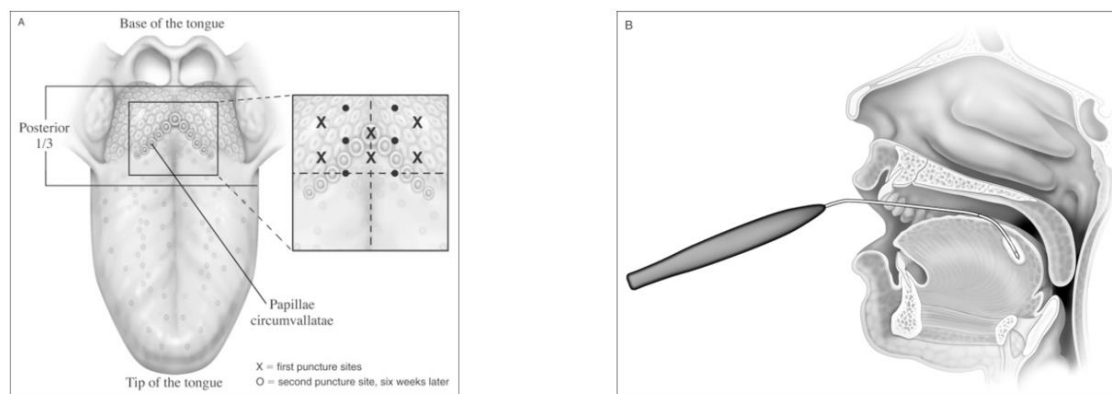 A
Base of the tongue
Posterior
1/3
X
X
X
X
X
X
Papillae
circumvallatae
X = first puncture sites
O = second puncture site, six weeks later
Tip of the tongue
B